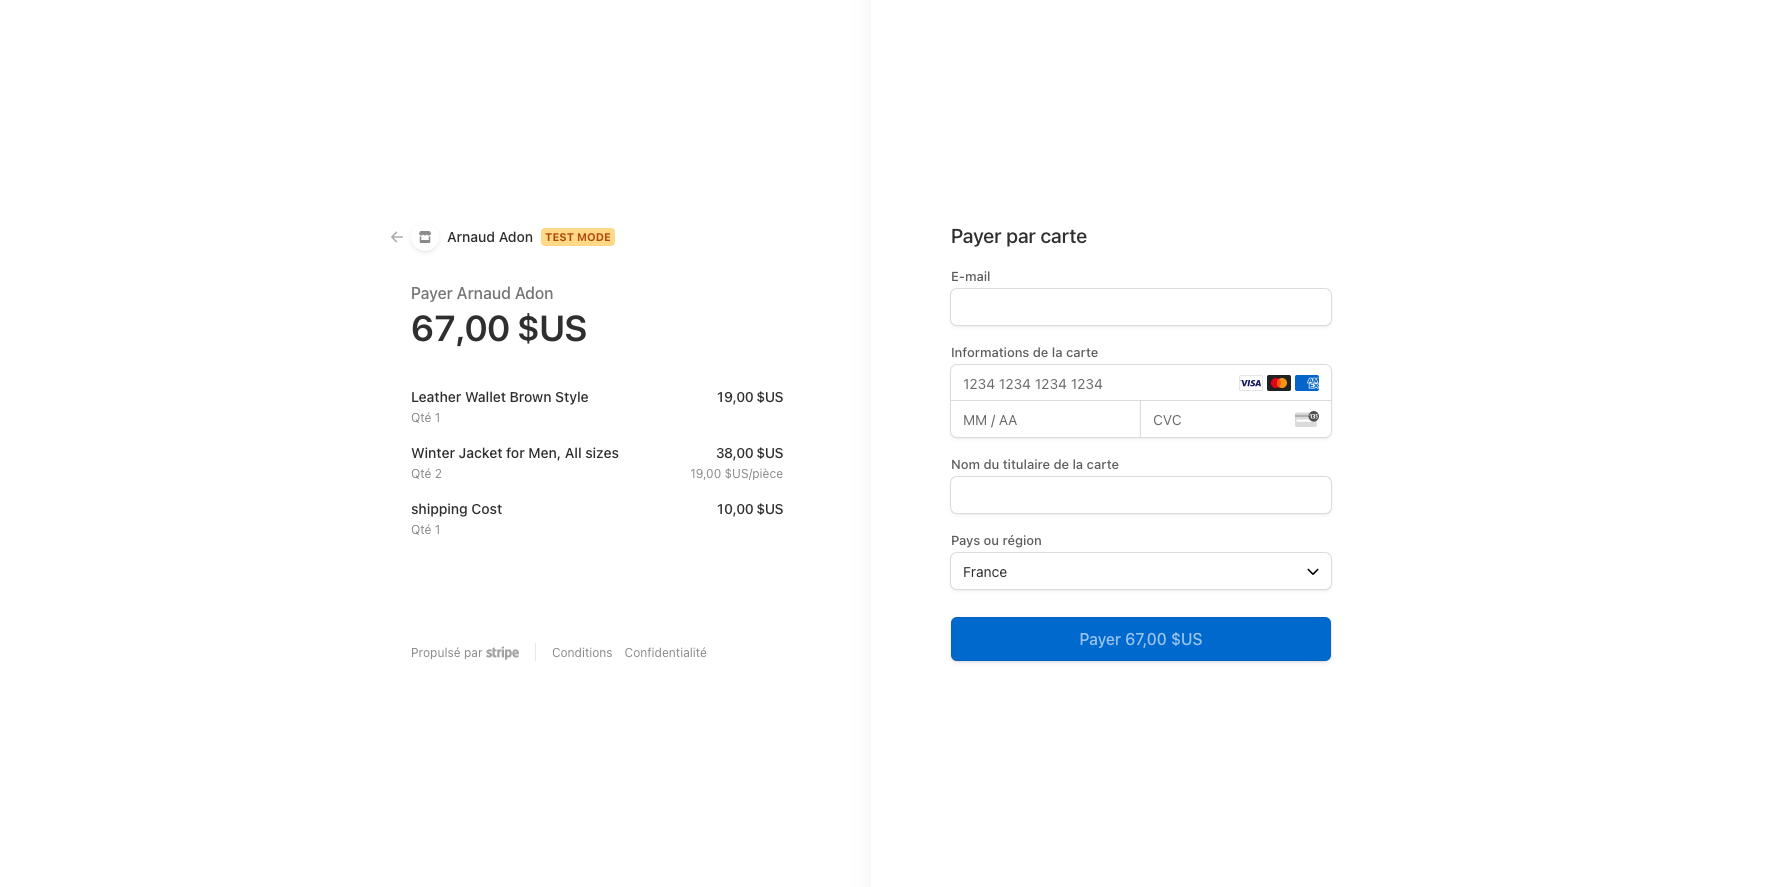 Arnaud Adon TEST MODE
Payer Arnaud Adon
67,00 $US
Leather Wallet Brown Style 19,00 $US
Qté 1
Winter Jacket for Men, All sizes 38,00 $US
Qté 2 19,00 $US/pièce
shipping Cost 10,00 $US
Qté 1
Propulsé par stripe Conditions Confidentialité
Payer par carte
E-mail
Informations de la carte
1234 1234 1234 1234 VISA AMEX
MM / AA CVC 135
Nom du titulaire de la carte
Pays ou région
France
Payer 67,00 $US